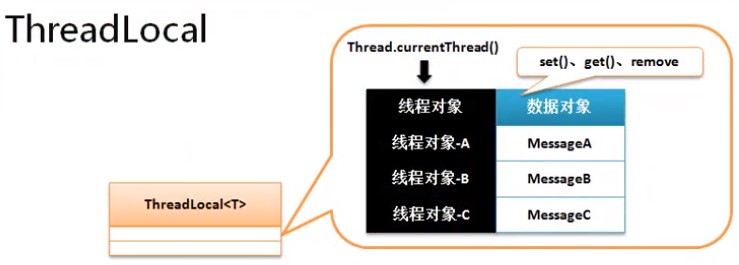 ThreadLocal
Thread.currentThread()
set()、get()、remove
线程对象 数据对象
线程对象-A MessageA
线程对象-B MessageB
线程对象-C MessageC
ThreadLocal<T>